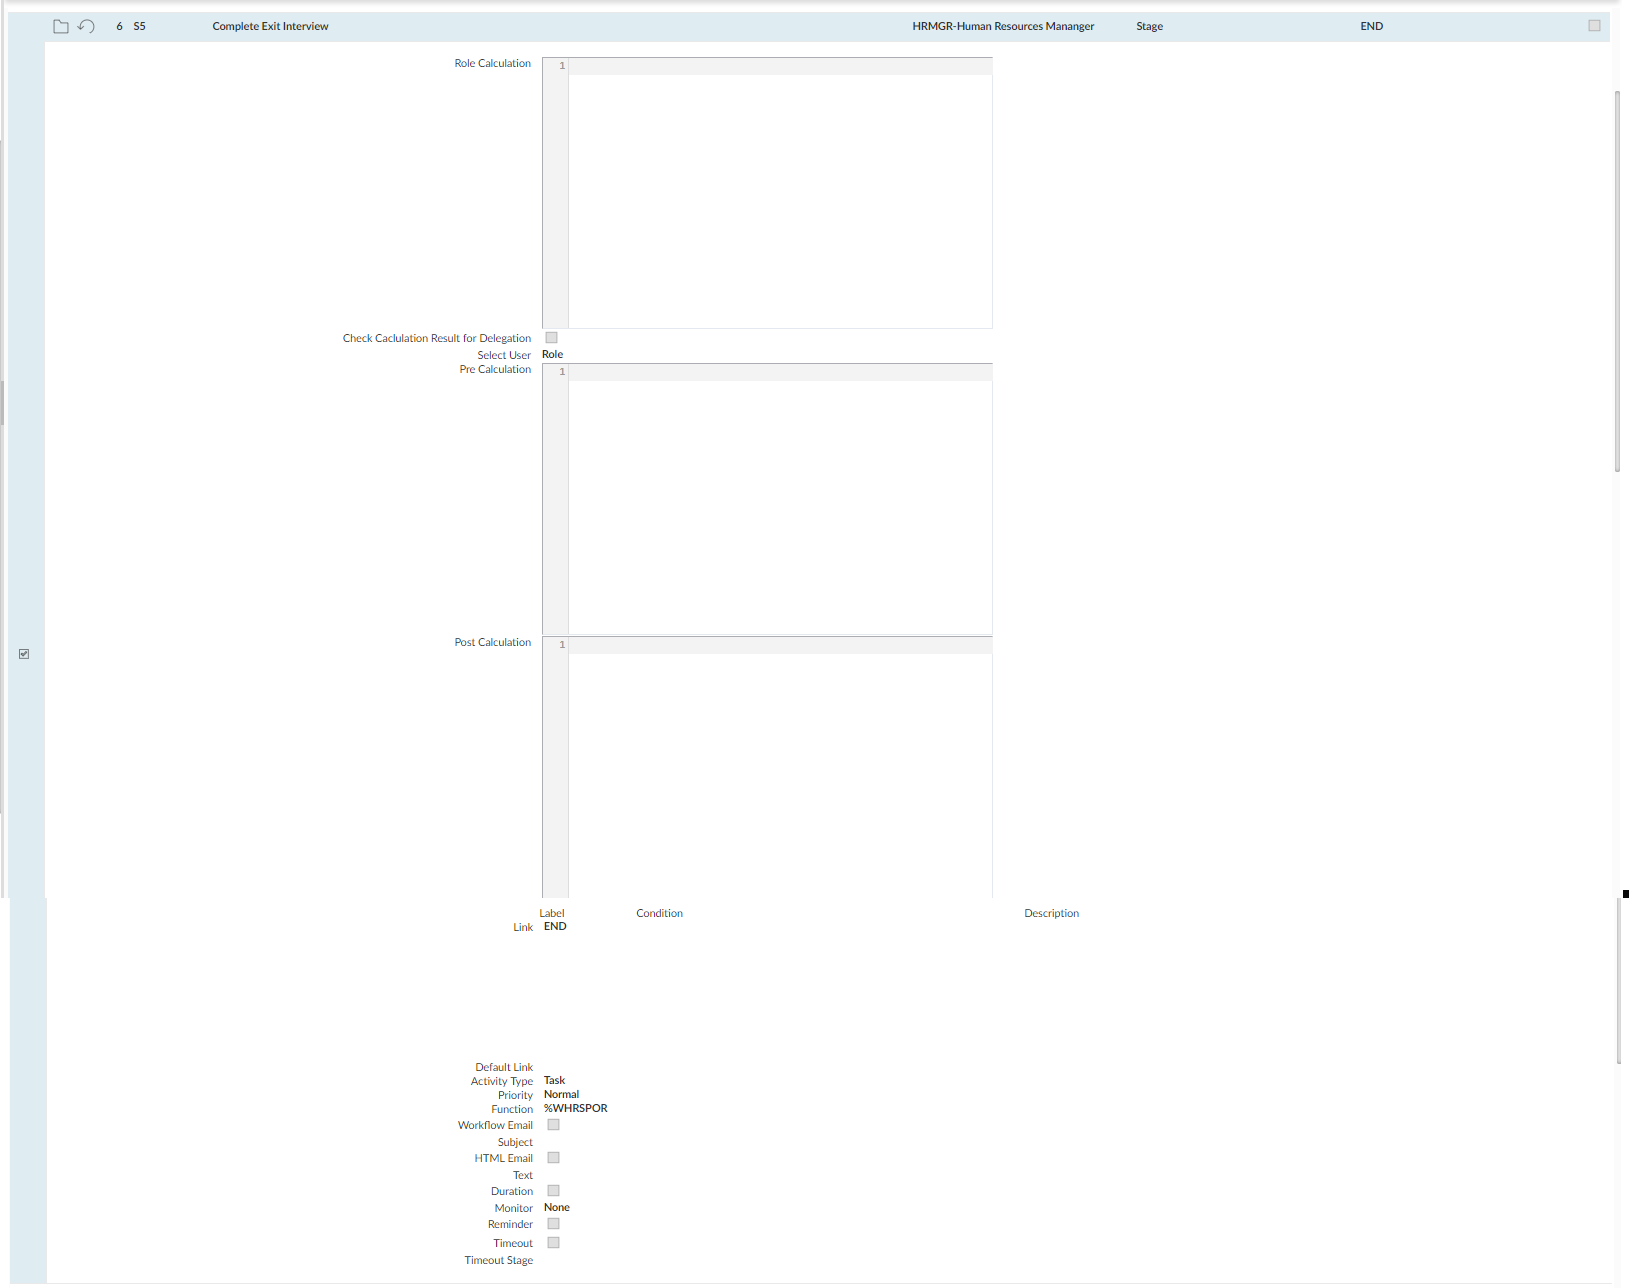 6 S5 Complete Exit Interview HRMGR-Human Resources Mananger Stage END
Role Calculation 1
Check Caclulation Result for Delegation
Select User Role
Pre Calculation 1
Post Calculation 1
Label Condition Description
Link END
Default Link
Activity Type Task
Priority Normal
Function %WHRSPOR
Workflow Email
Subject
HTML Email
Text
Duration
Monitor None
Reminder
Timeout
Timeout Stage